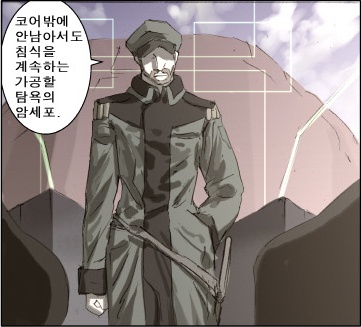 코어밖에
안남아서도
침식을
계속하는
가공할
탐욕의
암세포.